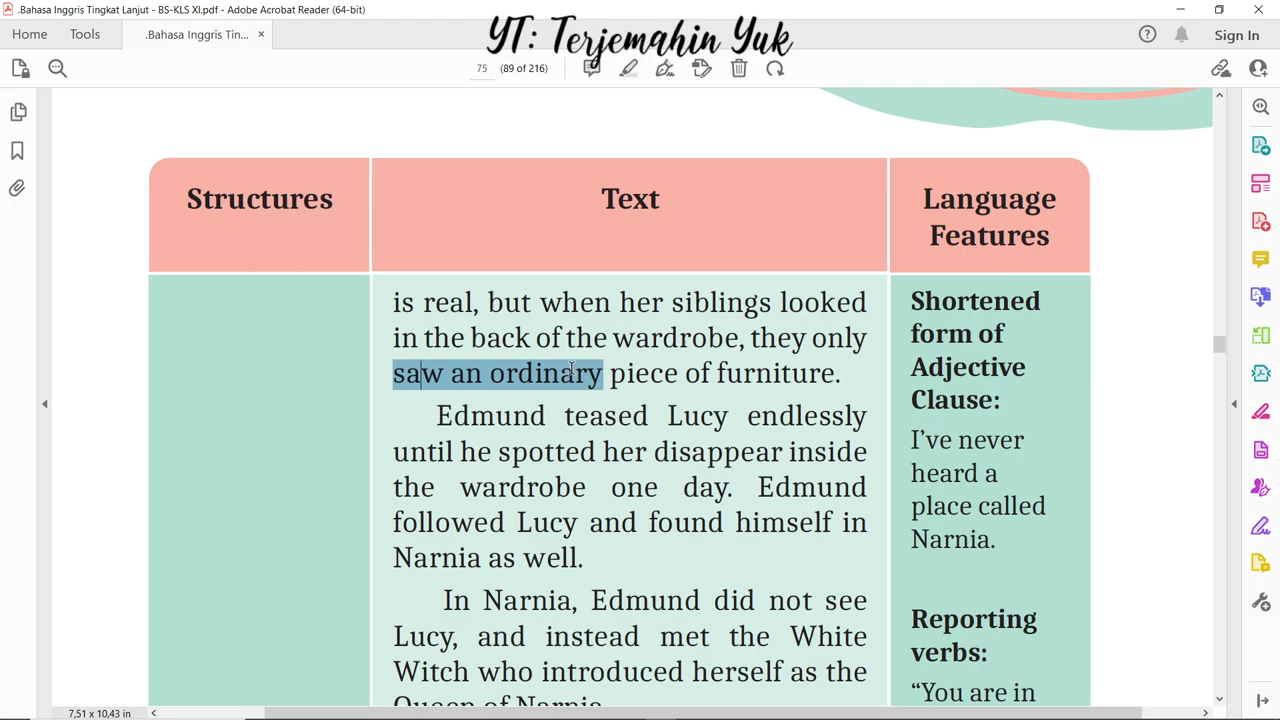 .Bahasa Inggris Tingkat Lanjut - BS-KLS XI.pdf - Adobe Acrobat Reader (64-bit)
YT: Terjemahin Yuk
Home
Tools
.Bahasa Inggris Tin...
Sign In
75
(89 of 216)
Structures
Text
Language
Features
is real, but when her siblings looked
in the back of the wardrobe, they only
saw an ordinary piece of furniture.
Edmund teased Lucy endlessly
until he spotted her disappear inside
the wardrobe one day. Edmund
followed Lucy and found himself in
Narnia as well.
In Narnia, Edmund did not see
Lucy, and instead met the White
Witch who introduced herself as the
Queen of Narnia
Shortened
form of
Adjective
Clause:
I’ve never
heard a
place called
Narnia.
Reporting
verbs:
“You are in
7,51 x 10,43 in